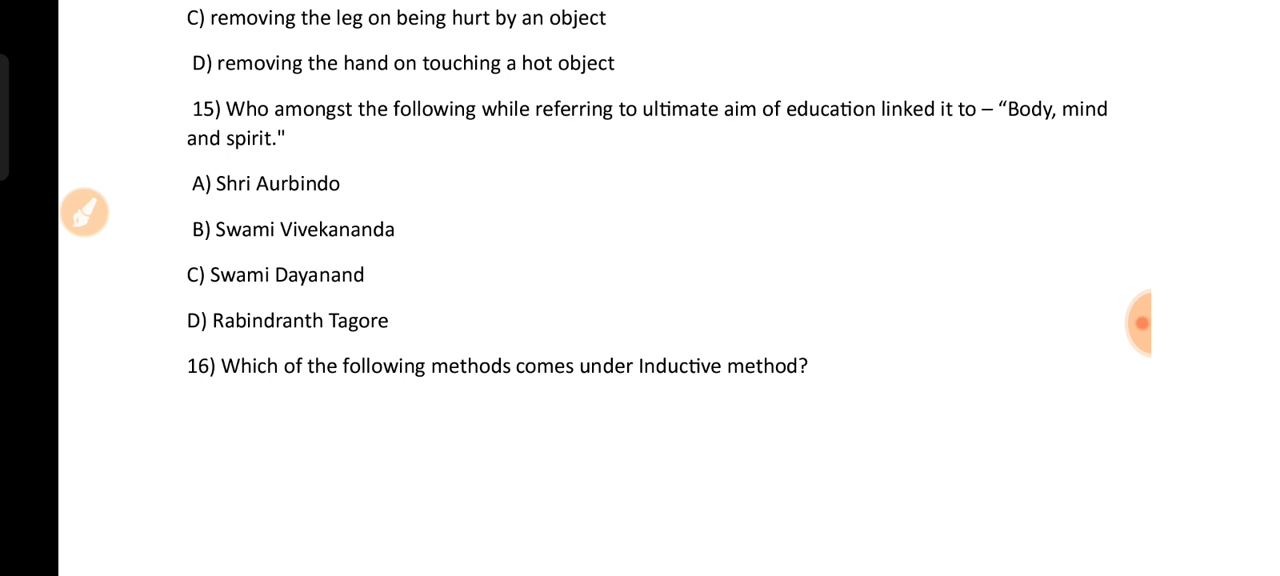 C) removing the leg on being hurt by an object
D) removing the hand on touching a hot object
15) Who amongst the following while referring to ultimate aim of education linked it to – “Body, mind
and spirit."
A) Shri Aurbindo
B) Swami Vivekananda
C) Swami Dayanand
D) Rabindranth Tagore
16) Which of the following methods comes under Inductive method?